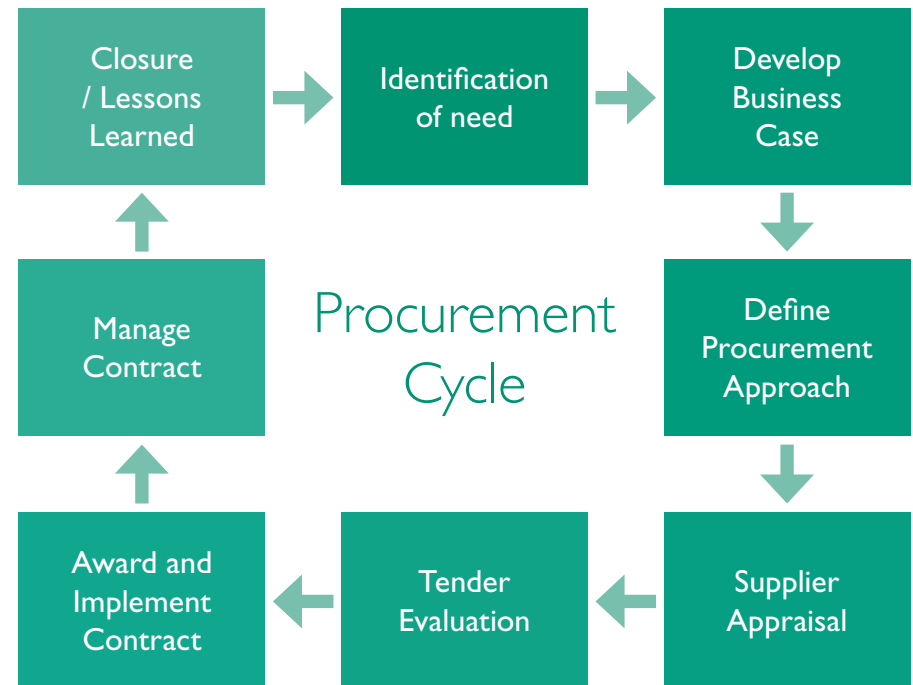 Closure
/ Lessons
Learned
Identification
of need
Develop
Business
Case
Define
Procurement
Approach
Supplier
Appraisal
Tender
Evaluation
Award and
Implement
Contract
Manage
Contract
Procurement
Cycle